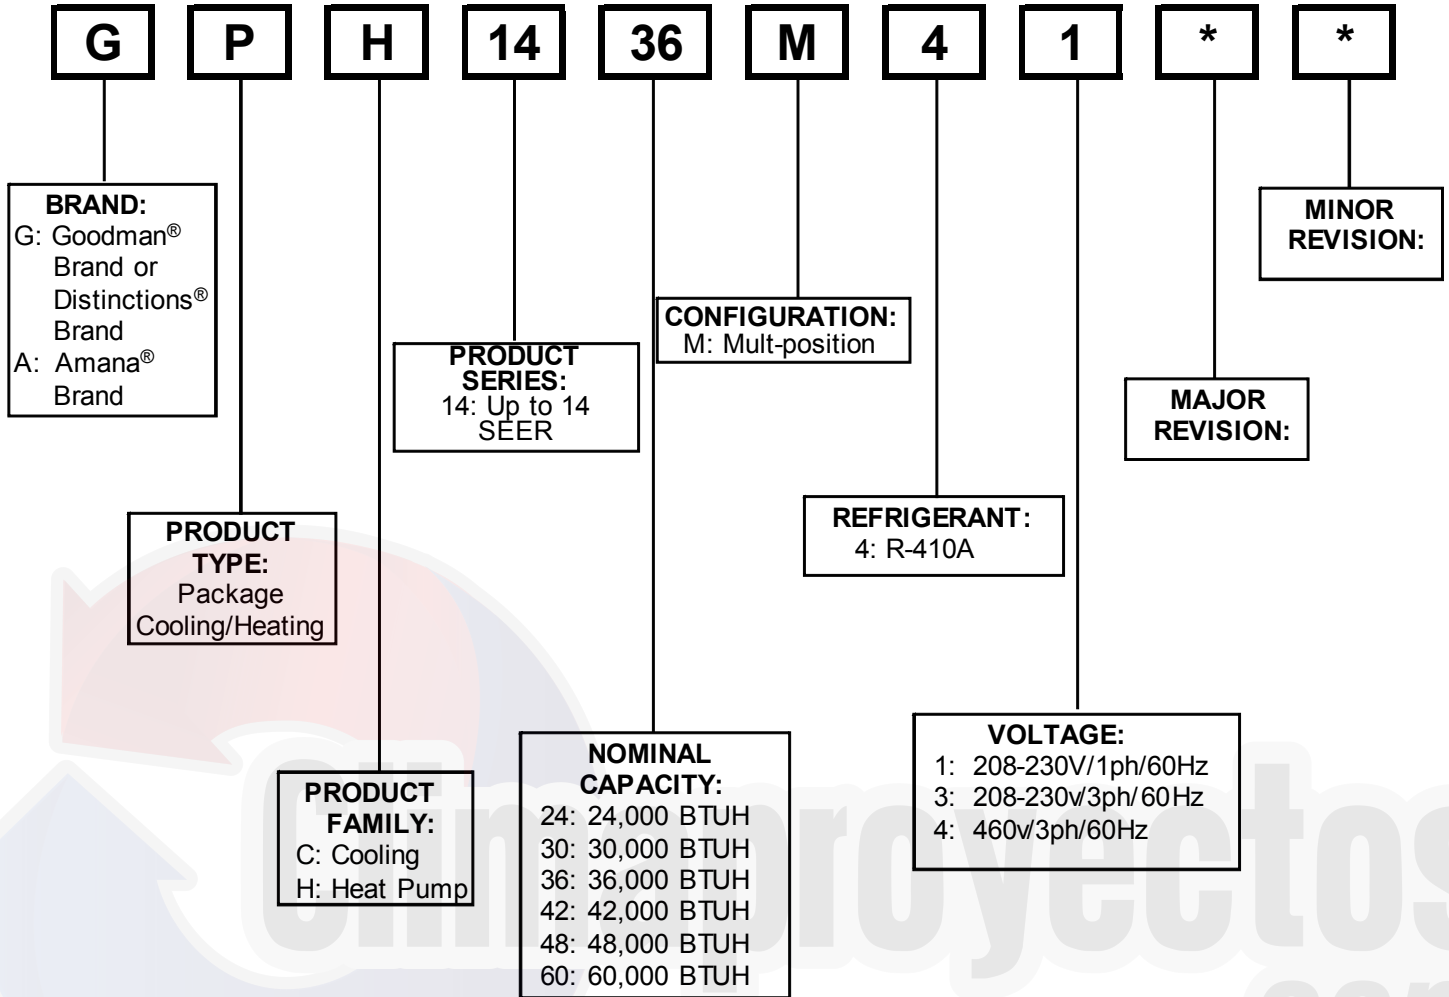 G P H 14 36 M 4 1 * *
BRAND:
G: Goodman®
Brand or
Distinctions®
Brand
A: Amana®
Brand
PRODUCT
TYPE:
Package
Cooling/Heating
PRODUCT
FAMILY:
C: Cooling
H: Heat Pump
PRODUCT
SERIES:
14: Up to 14
SEER
NOMINAL
CAPACITY:
24: 24,000 BTUH
30: 30,000 BTUH
36: 36,000 BTUH
42: 42,000 BTUH
48: 48,000 BTUH
60: 60,000 BTUH
CONFIGURATION:
M: Mult-position
REFRIGERANT:
4: R-410A
VOLTAGE:
1: 208-230V/1ph/60Hz
3: 208-230v/3ph/60Hz
4: 460v/3ph/60Hz
MAJOR
REVISION:
MINOR
REVISION:
Climaproyectos